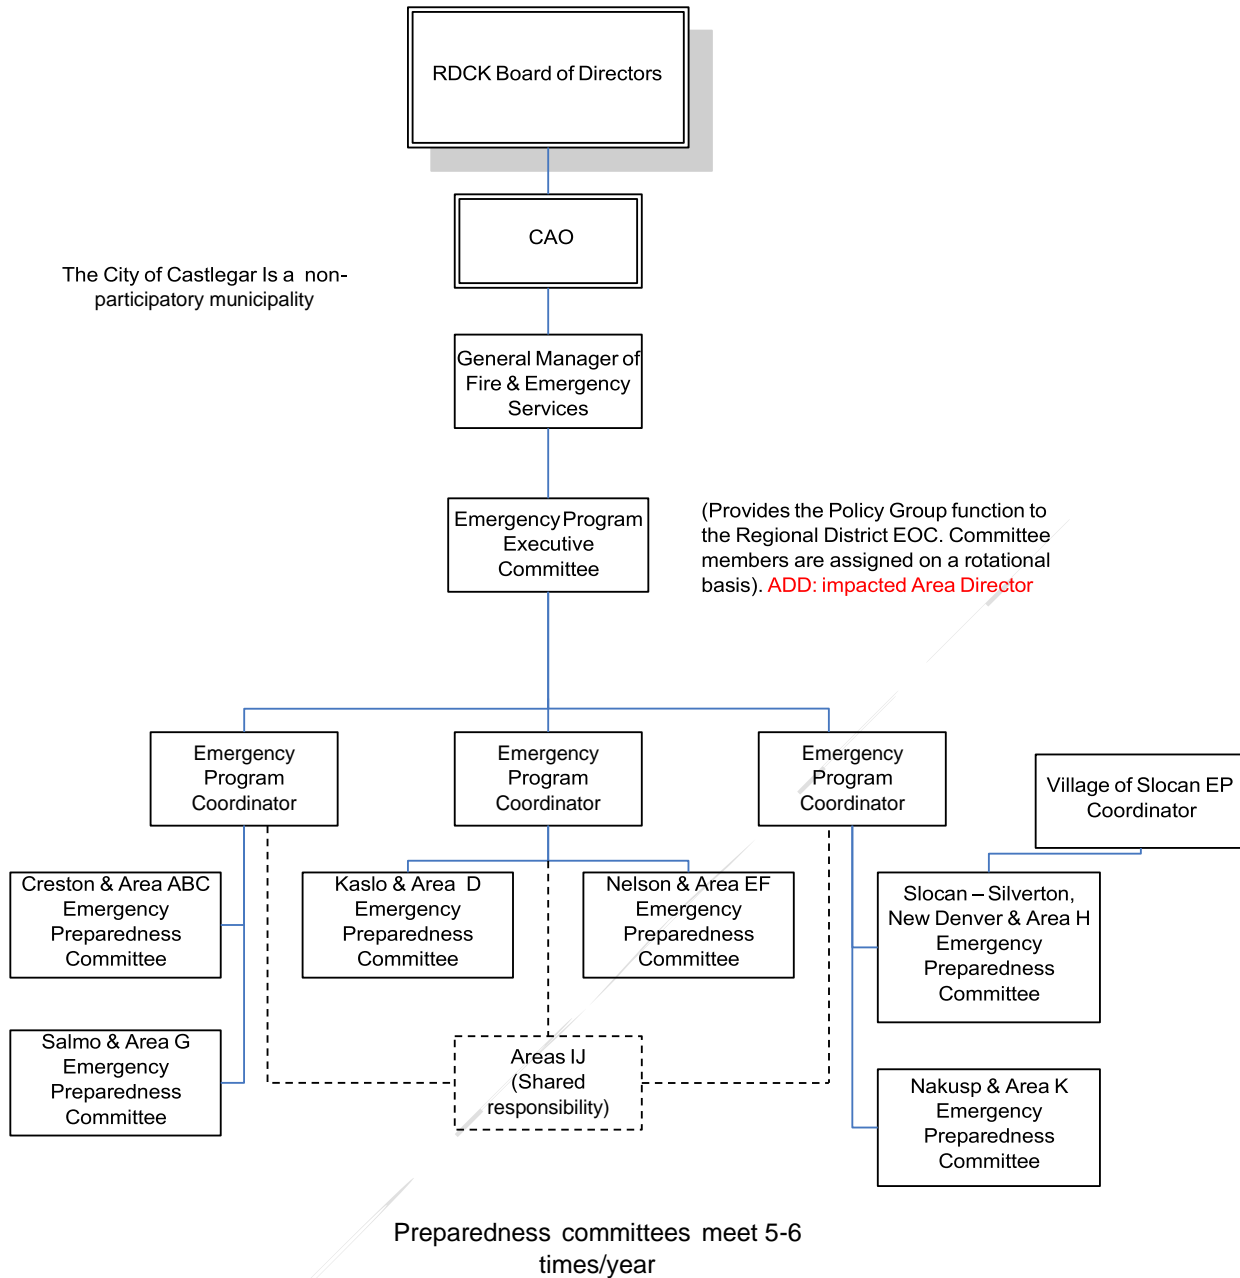 RDCK Board of Directors
CAO
The City of Castlegar Is a non-
participatory municipality
General Manager of
Fire & Emergency
Services
Emergency Program
Executive
Committee
(Provides the Policy Group function to
the Regional District EOC. Committee
members are assigned on a rotational
basis). ADD: impacted Area Director
Emergency
Program
Coordinator
Emergency
Program
Coordinator
Emergency
Program
Coordinator
Village of Slocan EP
Coordinator
Creston & Area ABC
Emergency
Preparedness
Committee
Kaslo & Area D
Emergency
Preparedness
Committee
Nelson & Area EF
Emergency
Preparedness
Committee
Slocan – Silverton,
New Denver & Area H
Emergency
Preparedness
Committee
Salmo & Area G
Emergency
Preparedness
Committee
Areas IJ
(Shared
responsibility)
Nakusp & Area K
Emergency
Preparedness
Committee
Preparedness committees meet 5-6
times/year